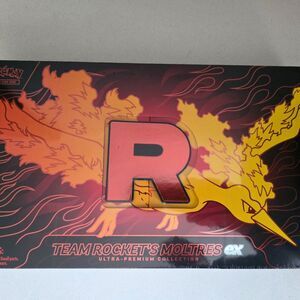 R
TEAM ROCKET'S MOLTRES ex
ULTRA-PREMIUM COLLECTION